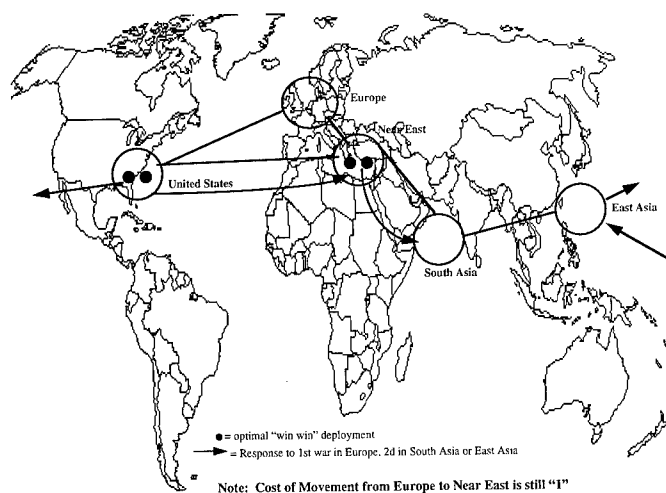 Europe
Near East
United States
East Asia
South Asia
= optimal "win win" deployment
= Response to 1st war in Europe, 2d in South Asia or East Asia
Note: Cost of Movement from Europe to Near East is still "1"